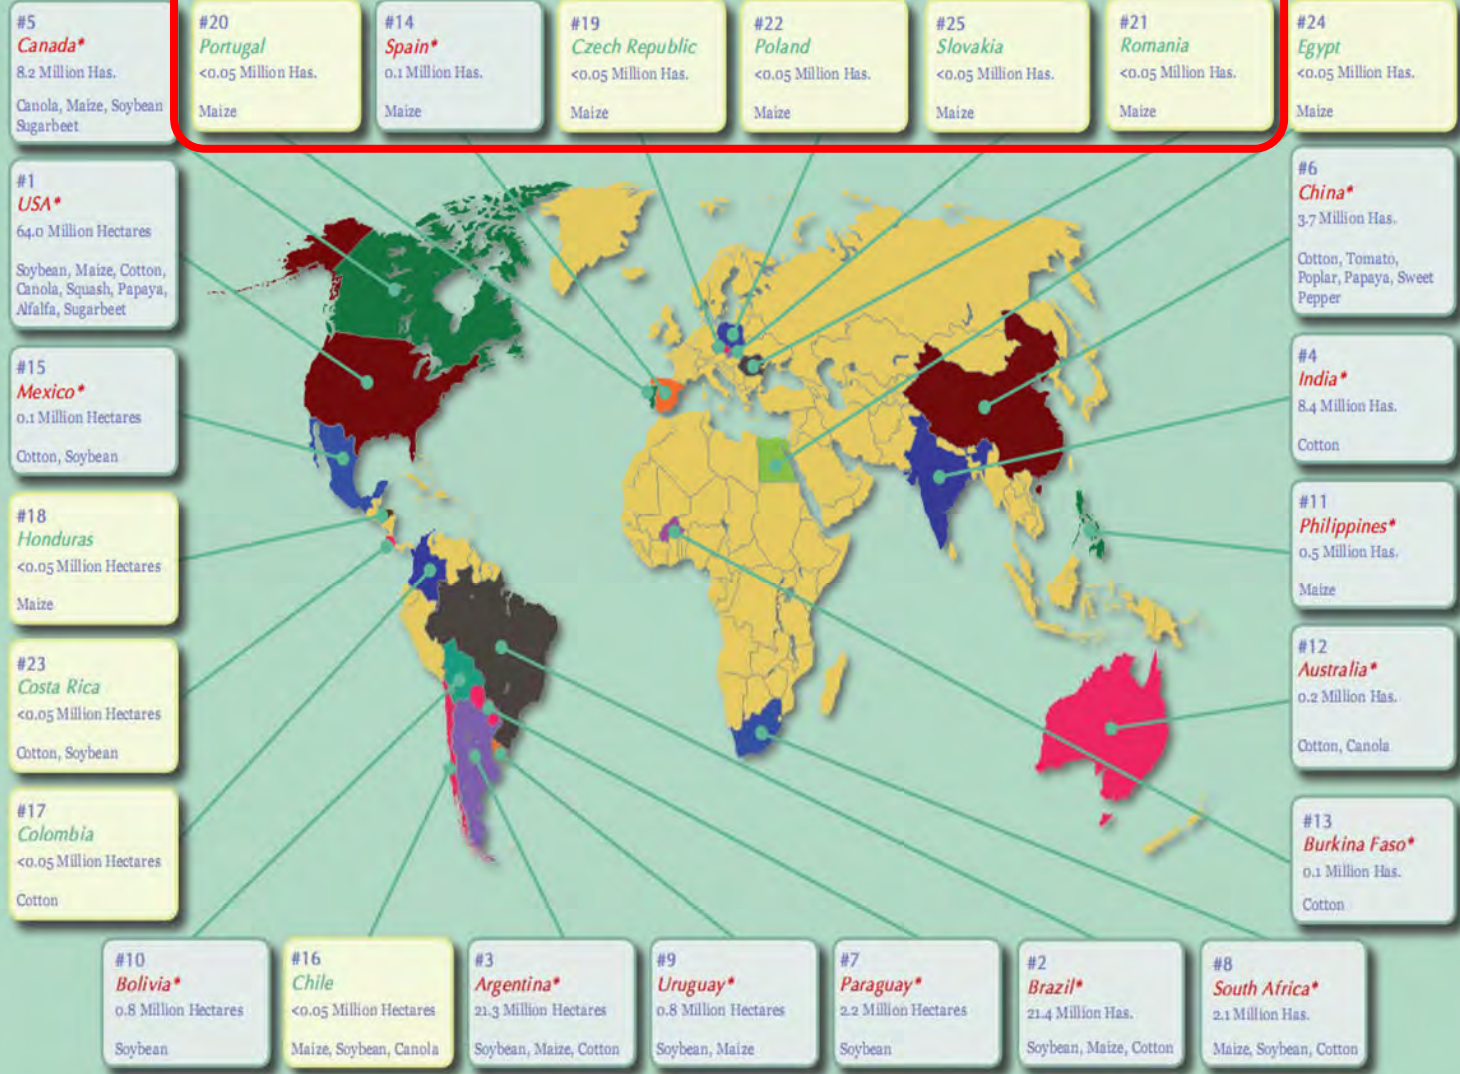 #5
Canada*
8.2 Million Has.
Canola, Maize, Soybean
Sugarbeet
#20
Portugal
<0.05 Million Has.
Maize
#14
Spain*
0.1 Million Has.
Maize
#19
Czech Republic
<0.05 Million Has.
Maize
#22
Poland
<0.05 Million Has.
Maize
#25
Slovakia
<0.05 Million Has.
Maize
#21
Romania
<0.05 Million Has.
Maize
#24
Egypt
<0.05 Million Has.
Maize
#1
USA*
64.0 Million Hectares
Soybean, Maize, Cotton,
Canola, Squash, Papaya,
Alfalfa, Sugarbeet
#15
Mexico*
0.1 Million Hectares
Cotton, Soybean
#18
Honduras
<0.05 Million Hectares
Maize
#23
Costa Rica
<0.05 Million Hectares
Cotton, Soybean
#17
Colombia
<0.05 Million Hectares
Cotton
#6
China*
3.7 Million Has.
Cotton, Tomato,
Poplar, Papaya, Sweet
Pepper
#4
India*
8.4 Million Has.
Cotton
#11
Philippines*
0.5 Million Has.
Maize
#12
Australia*
0.2 Million Has.
Cotton, Canola
#13
Burkina Faso*
0.1 Million Has.
Cotton
#10
Bolivia*
0.8 Million Hectares
Soybean
#16
Chile
<0.05 Million Hectares
Maize, Soybean, Canola
#3
Argentina*
21.3 Million Hectares
Soybean, Maize, Cotton
#9
Uruguay*
0.8 Million Hectares
Soybean, Maize
#7
Paraguay*
2.2 Million Hectares
Soybean
#2
Brazil*
21.4 Million Has.
Soybean, Maize, Cotton
#8
South Africa*
2.1 Million Has.
Maize, Soybean, Cotton